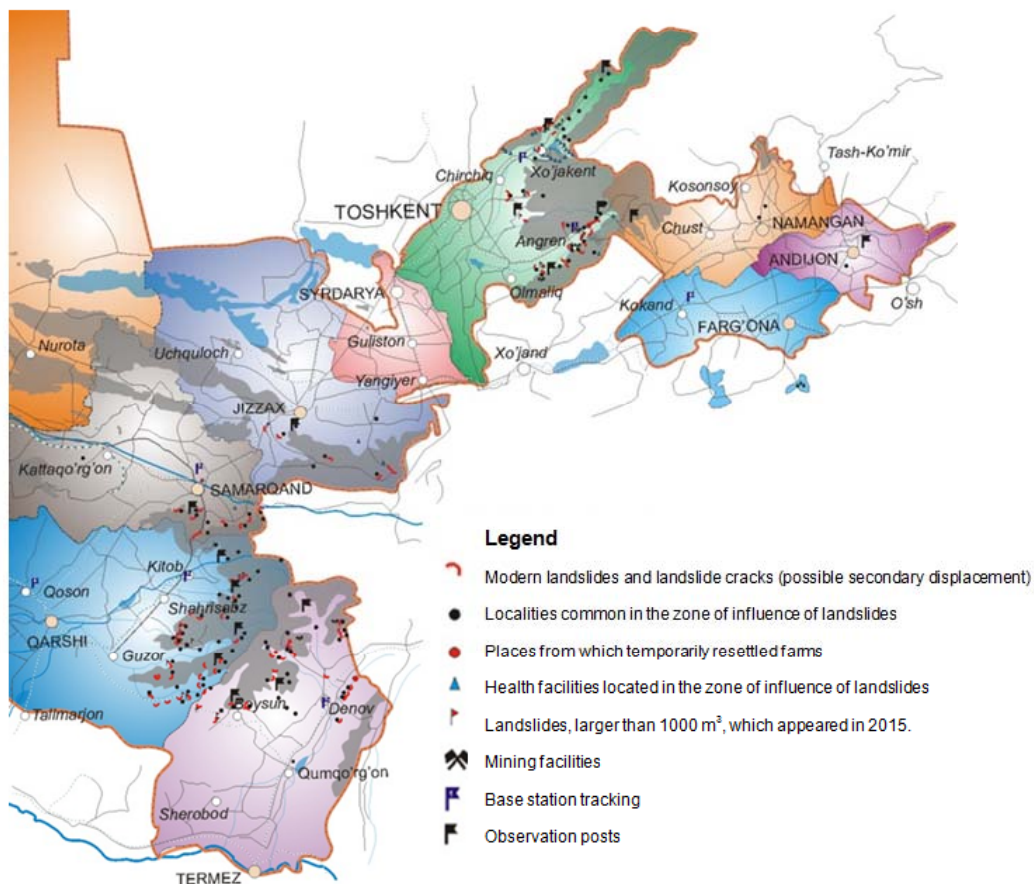 Tash-Ko'mir
Xo'jakent
Chirchiq
Kosonsoy
TOSHKENT
NAMANGAN
Chust
Angren
ANDIJON
Olmaliq
SYRDARYA
O'sh
Kokand
FARG'ONA
Guliston
Nurota
Uchquloch
Xo'jand
Yangiyer
JIZZAX
Kattaqo'rg'on
SAMARQAND
Kitob
Qoson
Shahrisabz
QARSHI
Guzor
Talimarjon
Boysun
Denov
Qumqo'rg'on
Sherobod
TERMEZ
Legend
Modern landslides and landslide cracks (possible secondary displacement)
Localities common in the zone of influence of landslides
Places from which temporarily resettled farms
Health facilities located in the zone of influence of landslides
Landslides, larger than 1000 m³, which appeared in 2015.
Mining facilities
Base station tracking
Observation posts